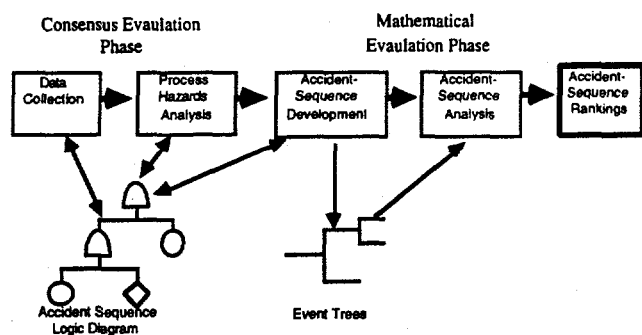 Consensus Evaulation
Phase
Mathematical
Evaulation Phase
Data
Collection
Process
Hazards
Analysis
Accident-
Sequence
Development
Accident-
Sequence
Analysis
Accident-
Sequence
Rankings
Accident Sequence
Logic Diagram
Event Trees